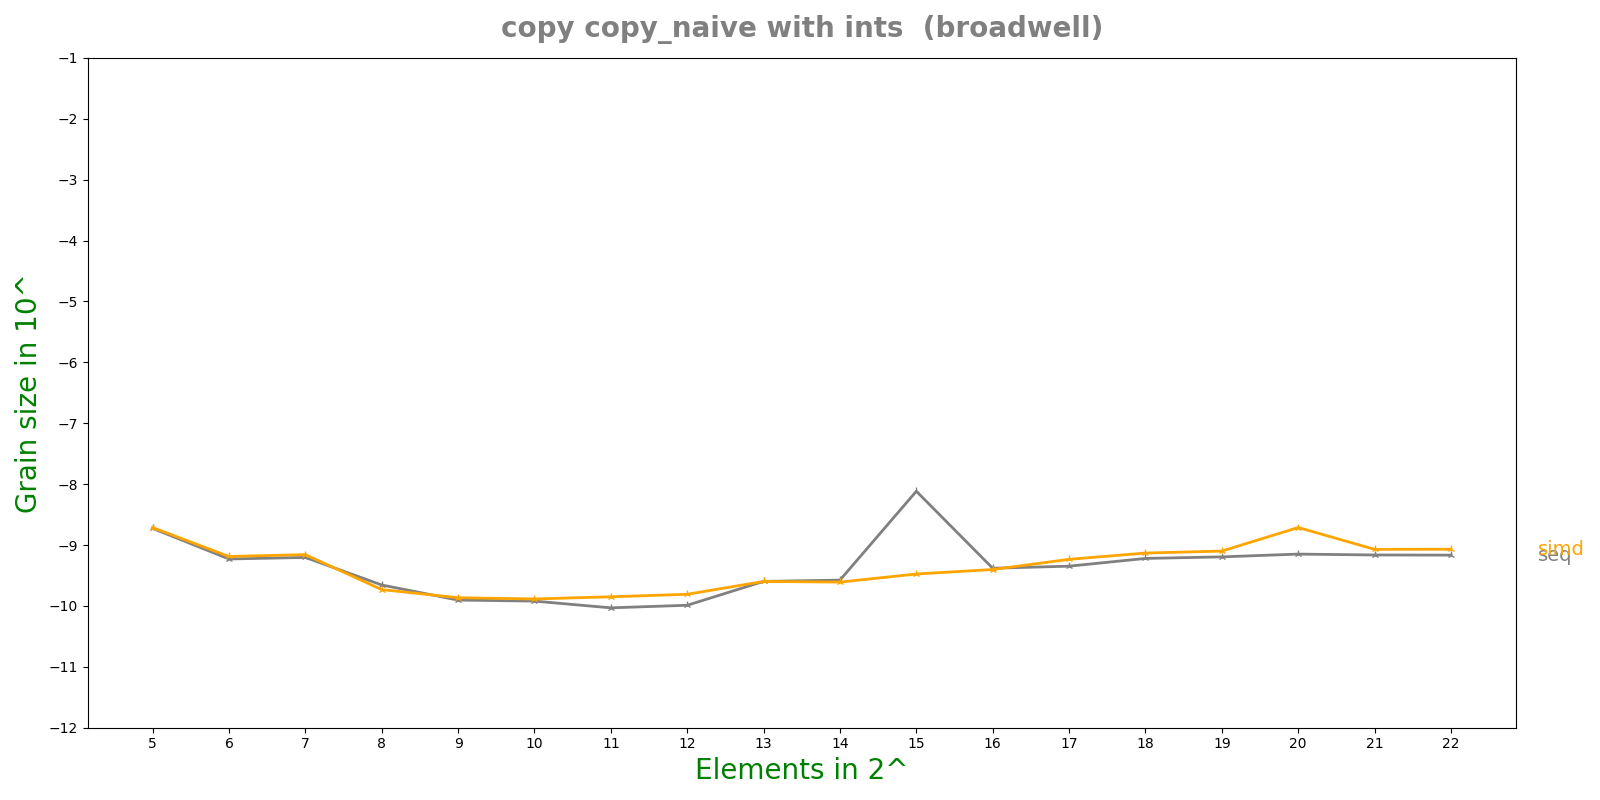 copy copy_naive with ints  (broadwell)
−1
−2
−3
−4
−5
−6
−7
−8
−9
−10
−11
−12
Grain size in 10^
simd
seq
5 6 7 8 9 10 11 12 13 14 15 16 17 18 19 20 21 22
Elements in 2^